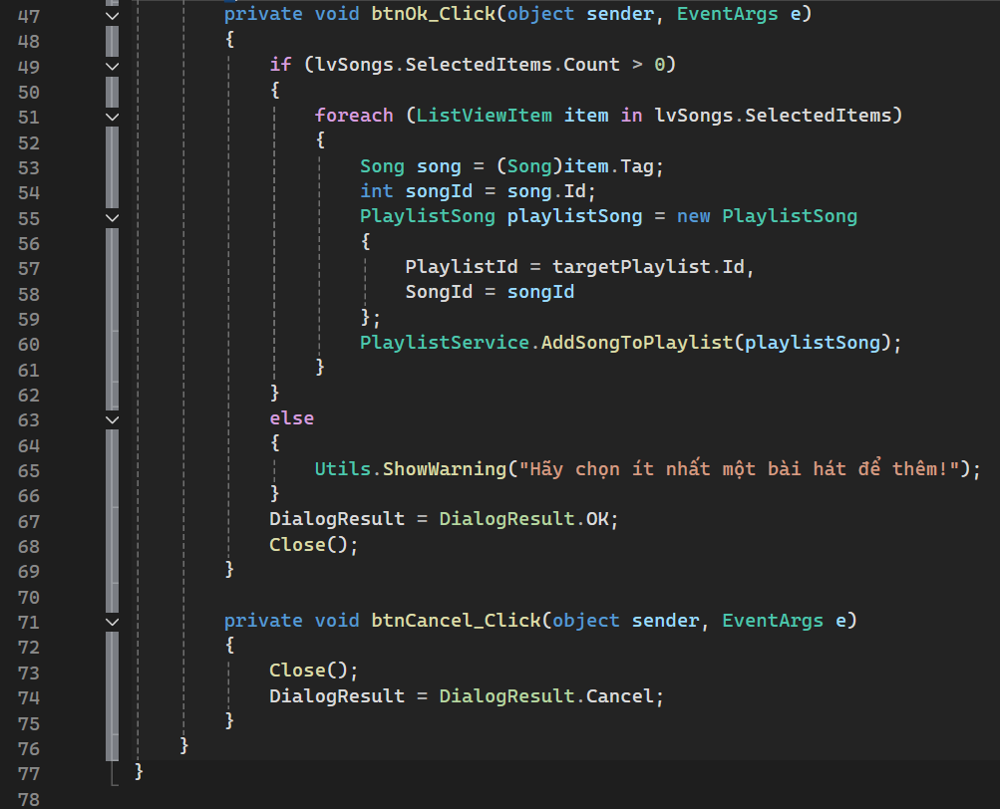 47 private void btnOk_Click(object sender, EventArgs e)
48 {
49 if (lvSongs.SelectedItems.Count > 0)
50 {
51 foreach (ListViewItem item in lvSongs.SelectedItems)
52 {
53 Song song = (Song)item.Tag;
54 int songId = song.Id;
55 PlaylistSong playlistSong = new PlaylistSong
56 {
57 PlaylistId = targetPlaylist.Id,
58 SongId = songId
59 };
60 PlaylistService.AddSongToPlaylist(playlistSong);
61 }
62 }
63 else
64 {
65 Utils.ShowWarning("Hãy chọn ít nhất một bài hát để thêm!");
66 }
67 DialogResult = DialogResult.OK;
68 Close();
69 }
70
71 private void btnCancel_Click(object sender, EventArgs e)
72 {
73 Close();
74 DialogResult = DialogResult.Cancel;
75 }
76 }
77 }
78